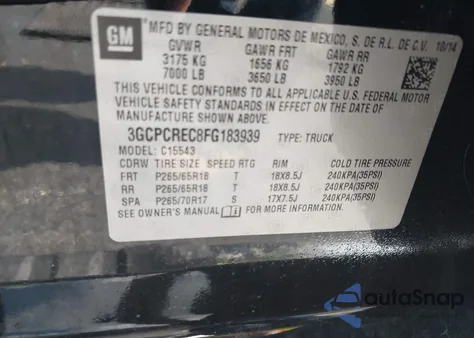 GM
MFD BY GENERAL MOTORS DE MEXICO, S. DE R.L. DE C.V. 10/14
GVWR GAWR FRT GAWR RR
3175 KG 1656 KG 1792 KG
7000 LB 3650 LB 3950 LB
THIS VEHICLE CONFORMS TO ALL APPLICABLE U.S. FEDERAL MOTOR
VEHICLE SAFETY STANDARDS IN EFFECT ON THE DATE OF
MANUFACTURE SHOWN ABOVE.
3GCPCREC8FG183939 TYPE: TRUCK
MODEL: C15543
CDRW TIRE SIZE SPEED RTG RIM COLD TIRE PRESSURE
FRT P265/65R18 T 18X8.5J 240KPA(35PSI)
RR P265/65R18 T 18X8.5J 240KPA(35PSI)
SPA P265/70R17 S 17X7.5J 240KPA(35PSI)
SEE OWNER'S MANUAL FOR MORE INFORMATION.
autaSnap